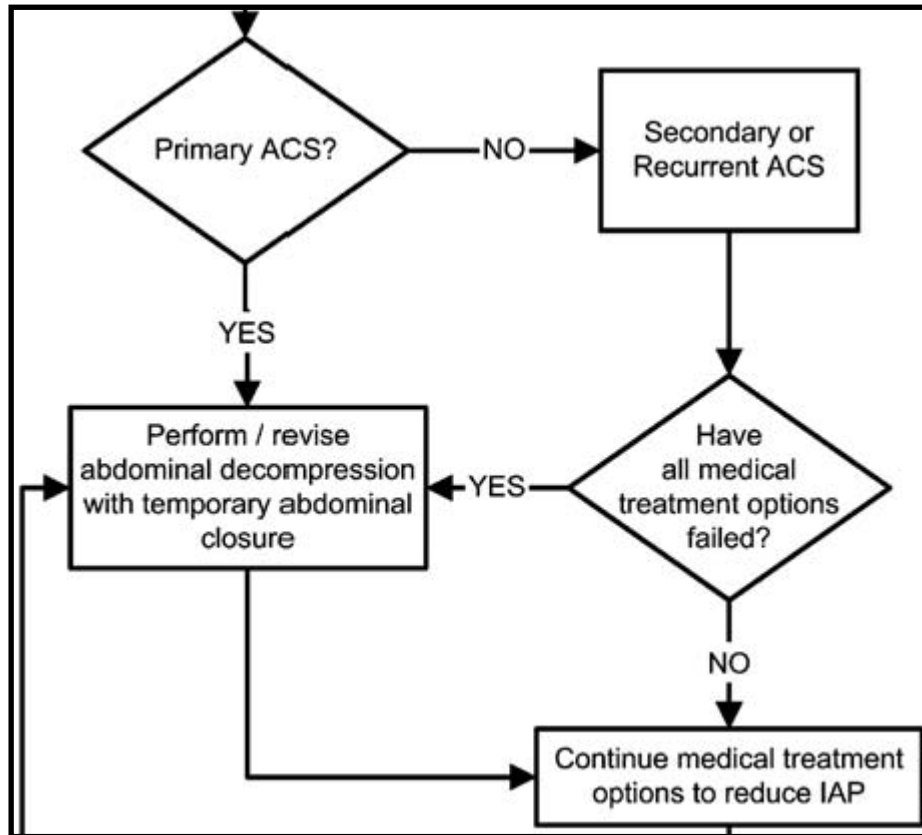 Primary ACS?
NO
Secondary or
Recurrent ACS
YES
Perform / revise
abdominal decompression
with temporary abdominal
closure
YES
Have
all medical
treatment options
failed?
NO
Continue medical treatment
options to reduce IAP